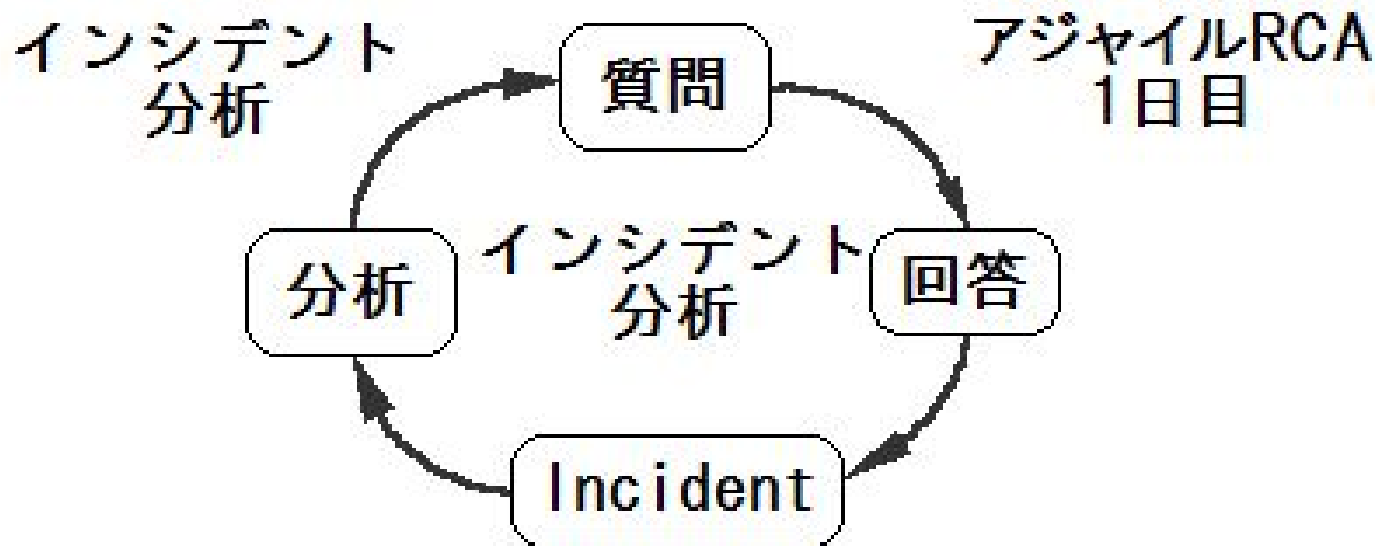 インシデント
分析
質問
アジャイルRCA
1日目
分析
インシデント
分析
回答
Incident